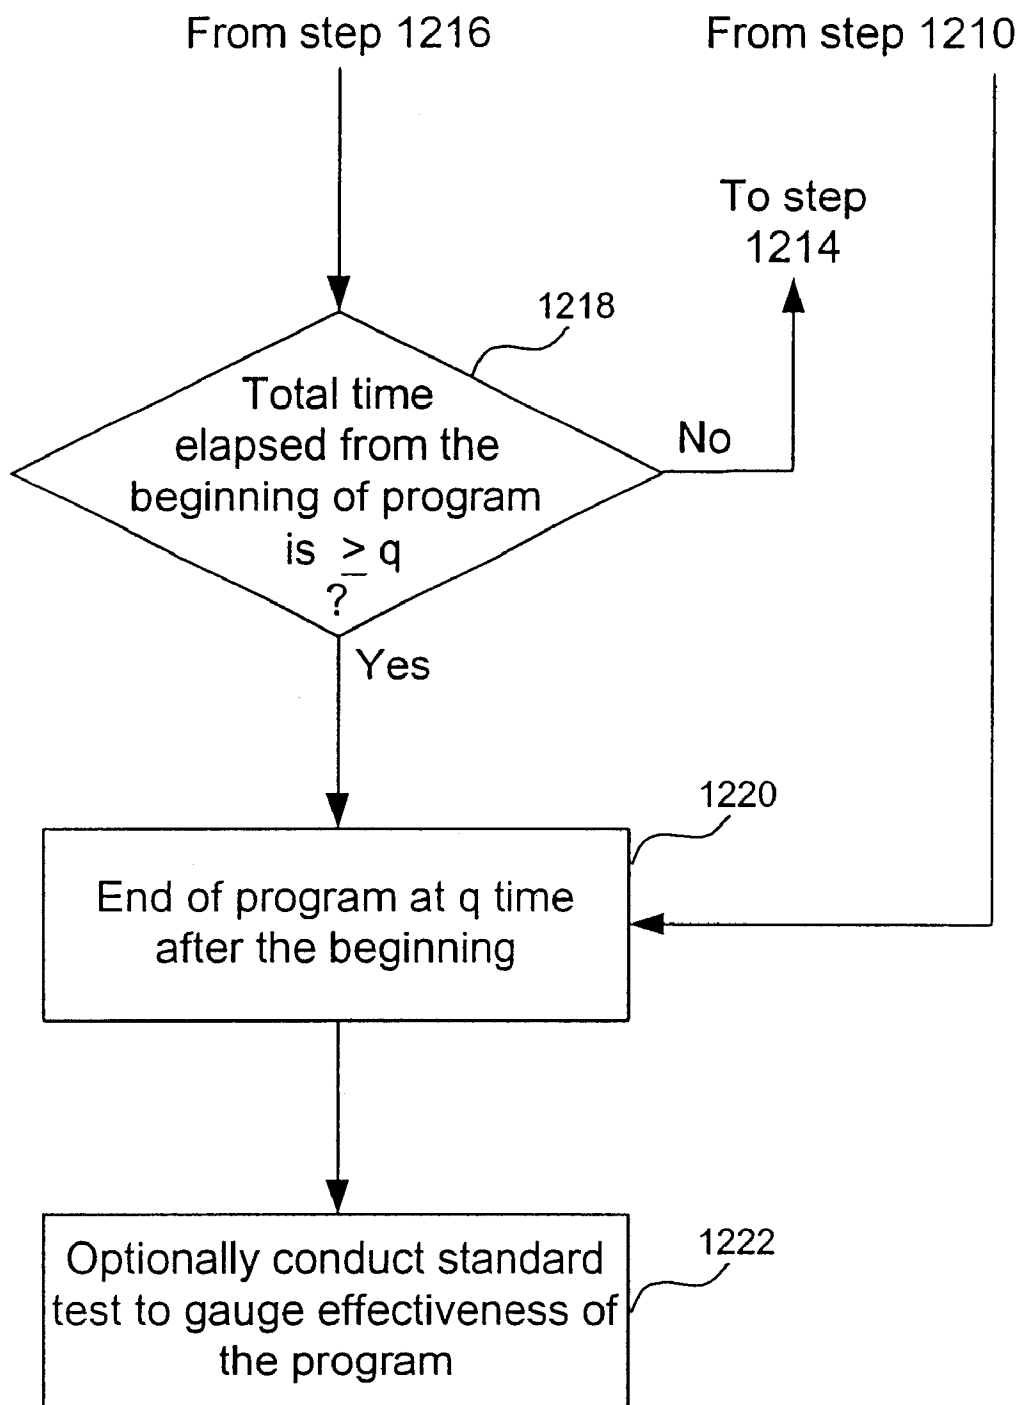 From step 1216
From step 1210
To step
1214
1218
Total time
elapsed from the
beginning of program
is ≥ q
?
No
Yes
1220
End of program at q time
after the beginning
1222
Optionally conduct standard
test to gauge effectiveness of
the program